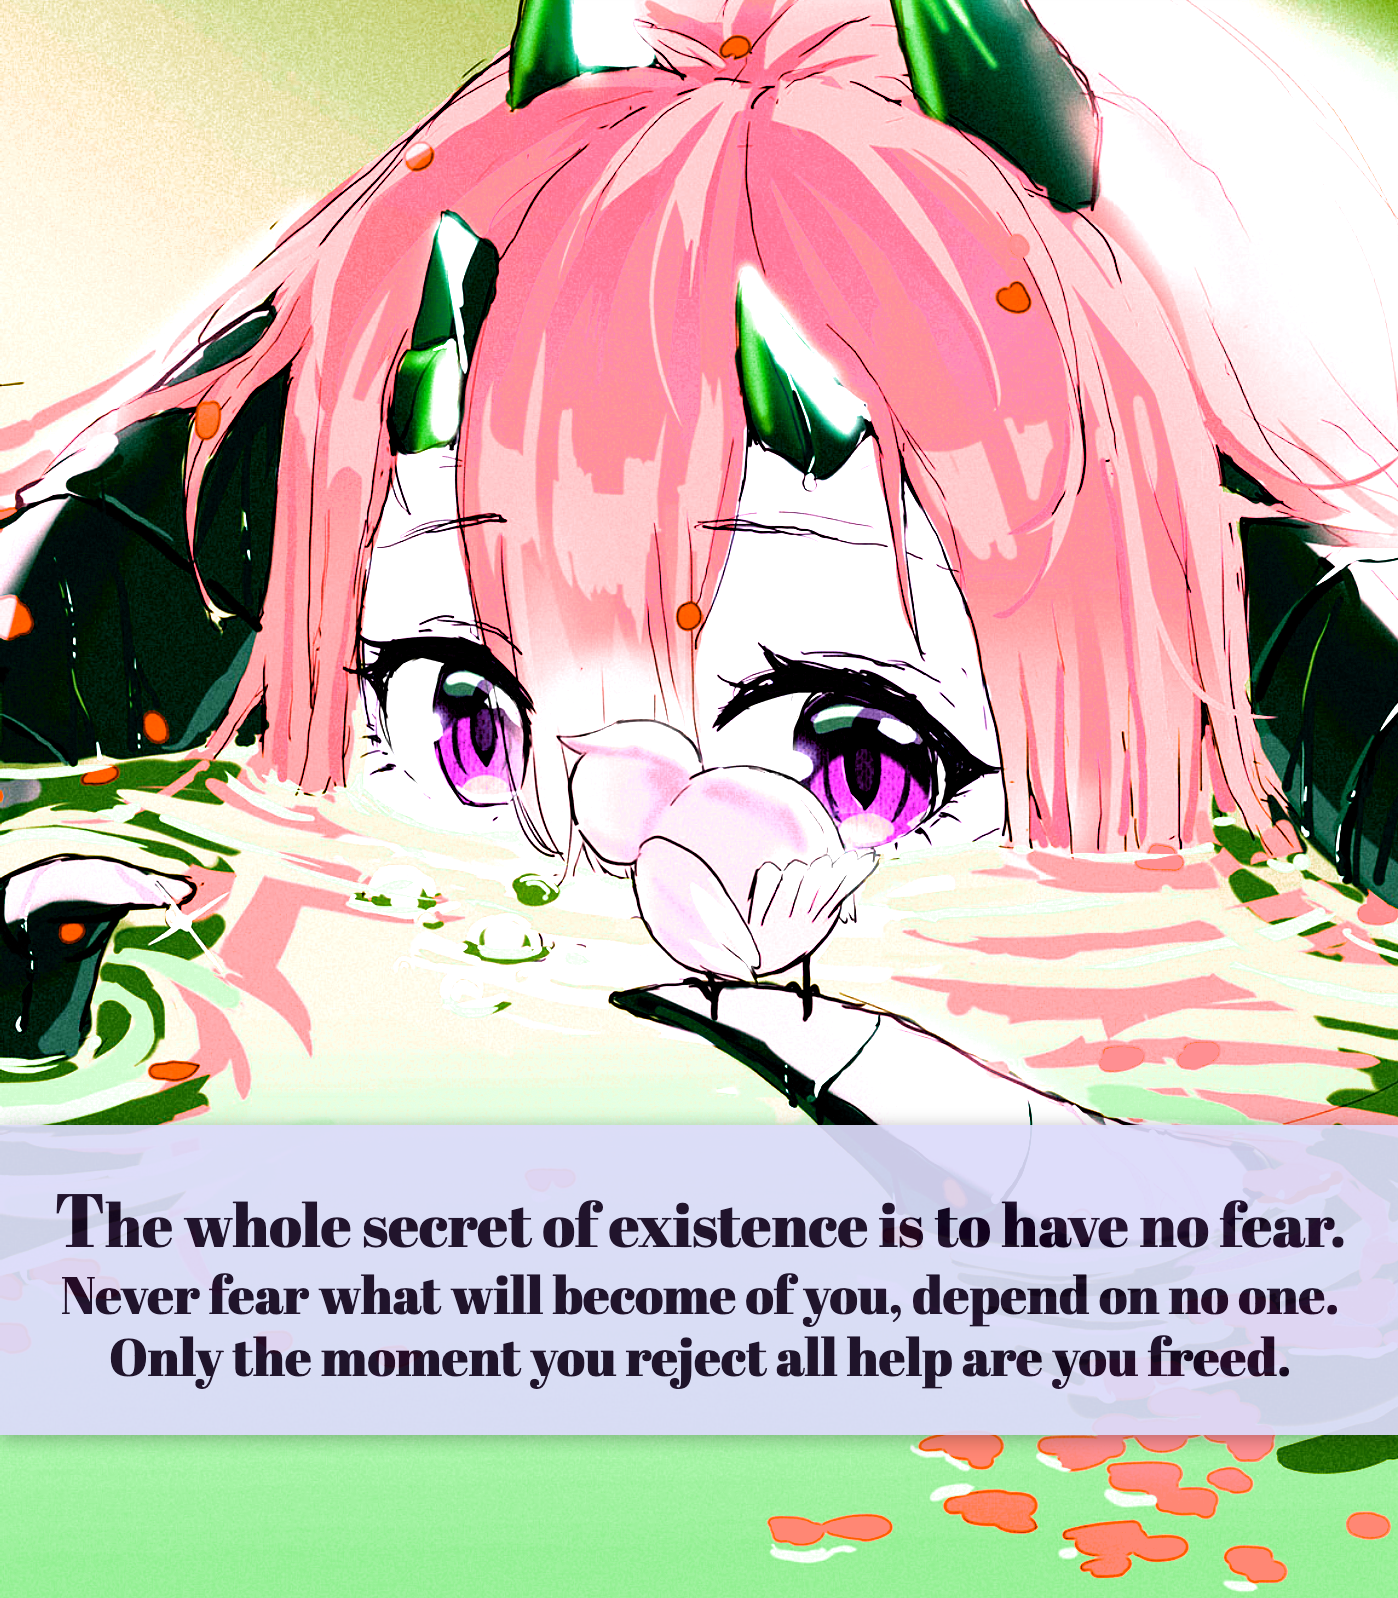 The whole secret of existence is to have no fear.
Never fear what will become of you, depend on no one.
Only the moment you reject all help are you freed.